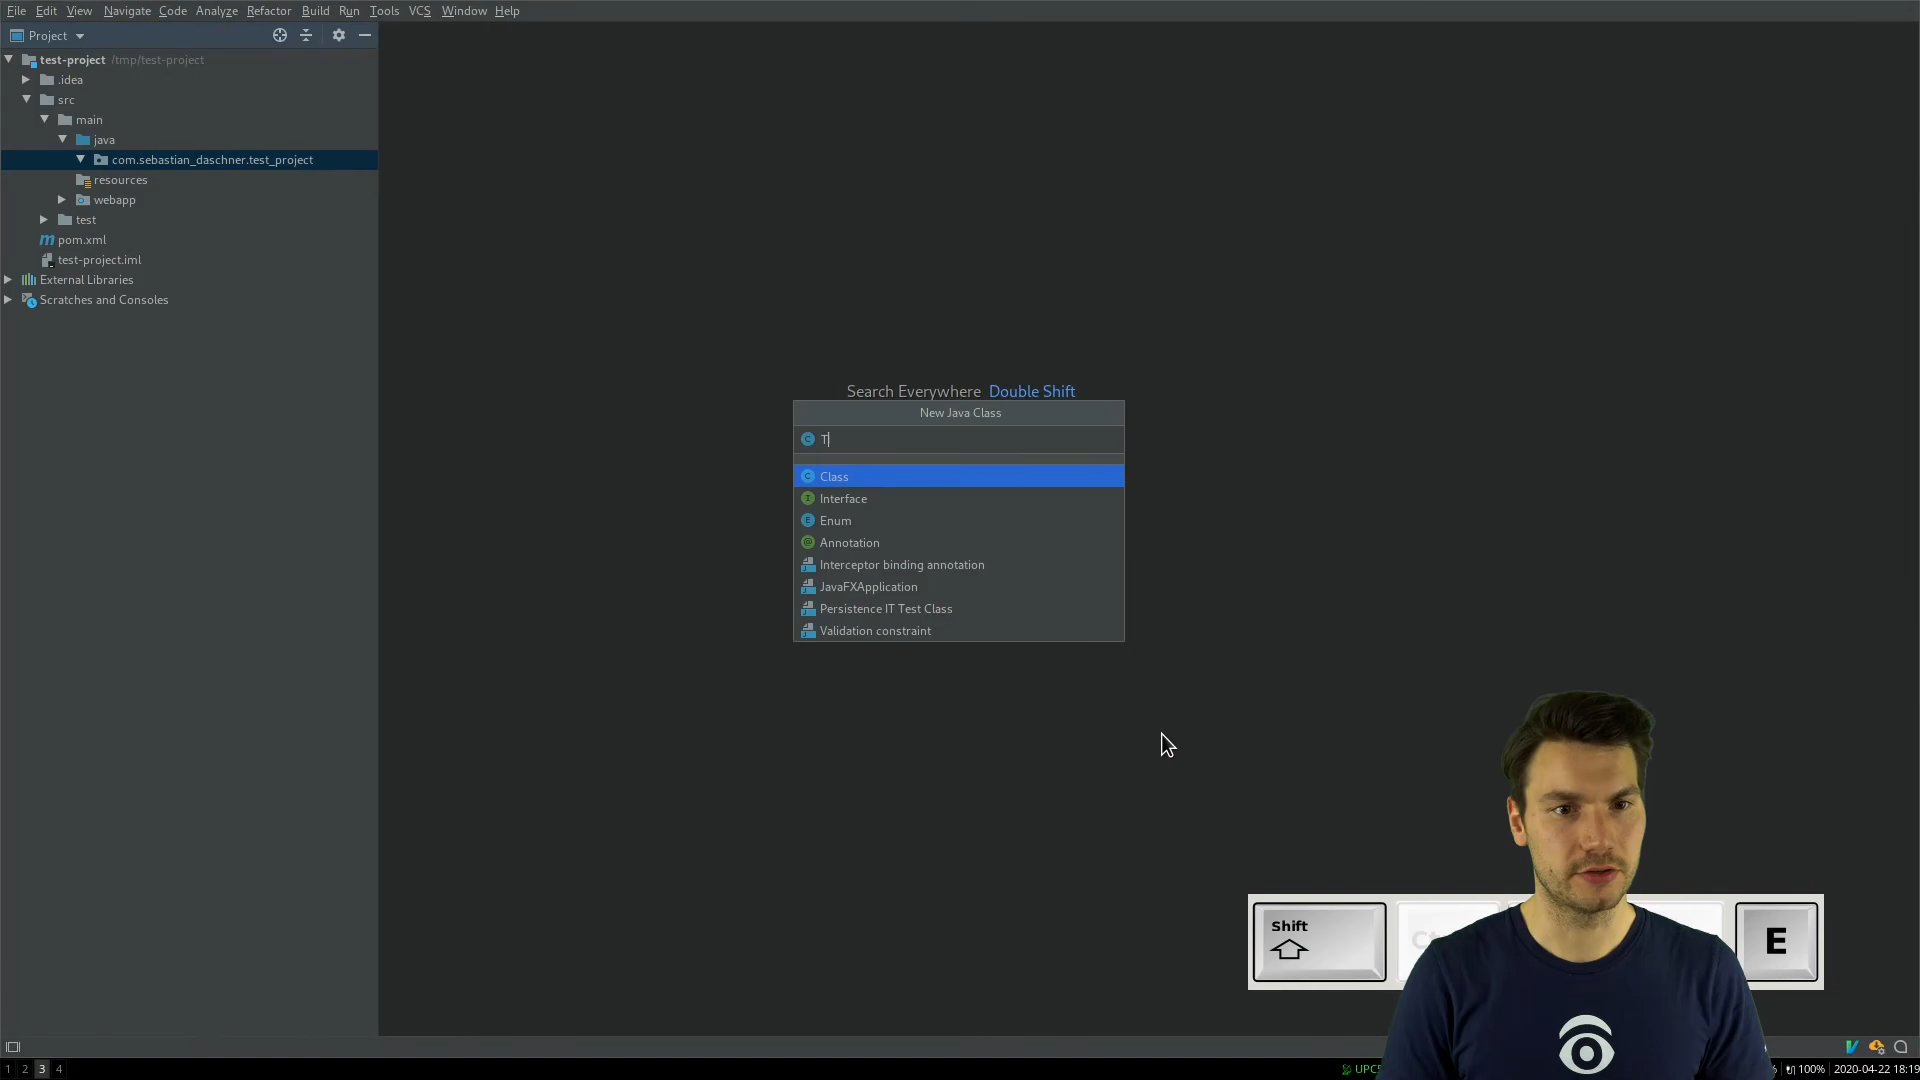 File Edit View Navigate Code Analyze Refactor Build Run Tools VCS Window Help
Project
test-project /tmp/test-project
.idea
src
main
java
com.sebastian_daschner.test_project
resources
webapp
test
pom.xml
test-project.iml
External Libraries
Scratches and Consoles
Search Everywhere Double Shift
New Java Class
T
Class
Interface
Enum
Annotation
Interceptor binding annotation
JavaFXApplication
Persistence IT Test Class
Validation constraint
Shift
E
1 2 3 4
100% 2020-04-22 18:19